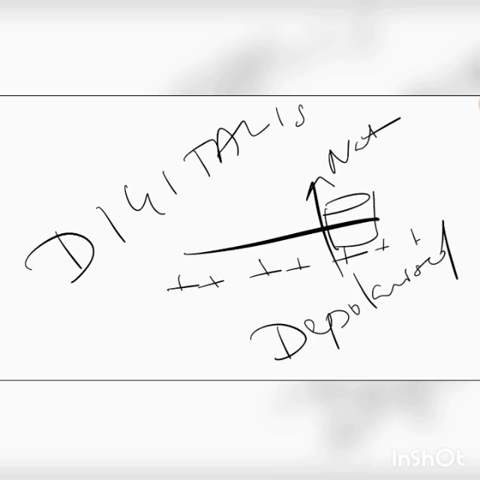 DIGITALIS
Na+
++ ++ ++ +
Depolarised
InShOt